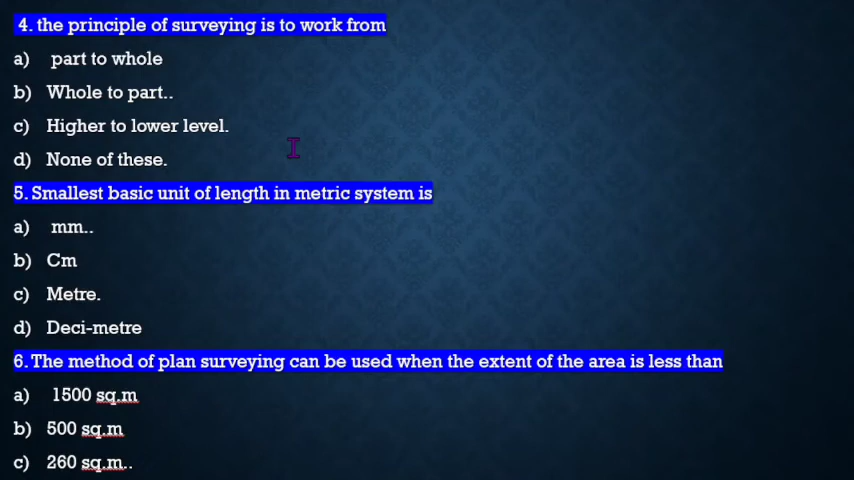 4. the principle of surveying is to work from
a) part to whole
b) Whole to part..
c) Higher to lower level.
d) None of these.
5. Smallest basic unit of length in metric system is
a) mm..
b) Cm
c) Metre.
d) Deci-metre
6. The method of plan surveying can be used when the extent of the area is less than
a) 1500 sq.m
b) 500 sq.m
c) 260 sq.m..